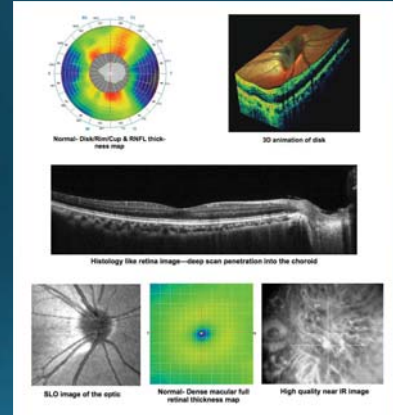 Normal- Disk/Rim/Cup & RNFL thick-
ness map
3D animation of disk
Histology like retina image—deep scan penetration into the choroid
SLO image of the optic
Normal- Dense macular full
retinal thickness map
High quality near IR image